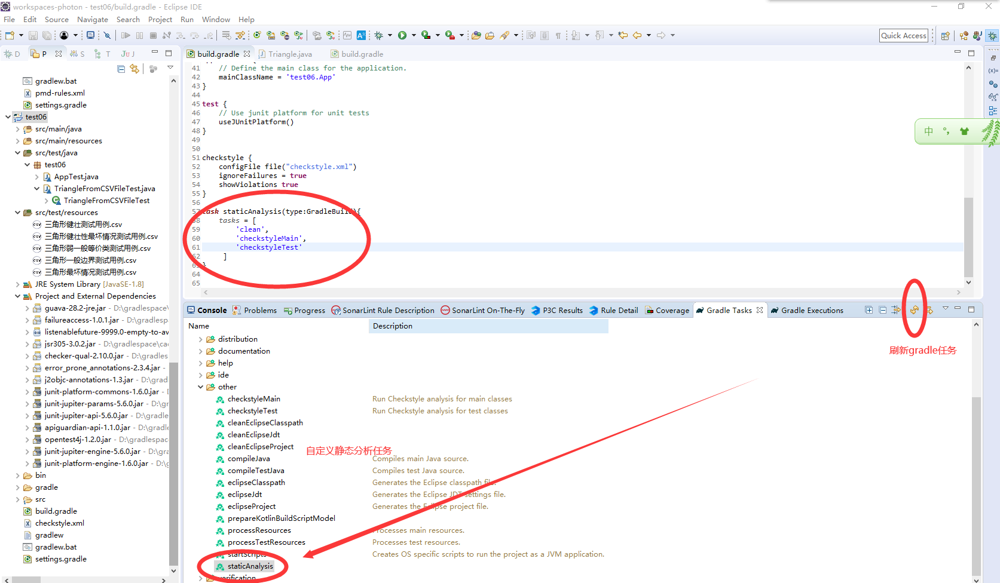 workspaces-photon - test06/build.gradle - Eclipse IDE
File Edit Source Navigate Search Project Run Window Help
Quick Access
D P S T JU J
gradlew.bat
pmd-rules.xml
settings.gradle
test06
src/main/java
src/main/resources
src/test/java
test06
AppTest.java
TriangleFromCSVFileTest.java
TriangleFromCSVFileTest
src/test/resources
三角形健壮测试用例.csv
三角形健壮性最坏情况测试用例.csv
三角形弱一般等价类测试用例.csv
三角形一般边界测试用例.csv
三角形最坏情况测试用例.csv
JRE System Library [JavaSE-1.8]
Project and External Dependencies
guava-28.2-jre.jar - D:\gradlespace\
failureaccess-1.0.1.jar - D:\gradlesp
listenablefuture-9999.0-empty-to-av
jsr305-3.0.2.jar - D:\gradlespace\ca
checker-qual-2.10.0.jar - D:\gradles
error_prone_annotations-2.3.4.jar -
j2objc-annotations-1.3.jar - D:\grad
junit-platform-commons-1.6.0.jar - D
junit-jupiter-params-5.6.0.jar - D:\g
junit-jupiter-api-5.6.0.jar - D:\gradle
apiguardian-api-1.1.0.jar - D:\gradle
opentest4j-1.2.0.jar - D:\gradlespac
junit-jupiter-engine-5.6.0.jar - D:\gra
junit-platform-engine-1.6.0.jar - D:\g
bin
gradle
src
build.gradle
checkstyle.xml
gradlew
gradlew.bat
settings.gradle
build.gradle Triangle.java build.gradle
41 // Define the main class for the application.
42 mainClassName = 'test06.App'
43 }
44
45 test {
46 // Use junit platform for unit tests
47 useJUnitPlatform()
48 }
49
50
51 checkstyle {
52 configFile file("checkstyle.xml")
53 ignoreFailures = true
54 showViolations true
55 }
56
57 task staticAnalysis(type:GradleBuild){
58 tasks = [
59 'clean',
60 'checkstyleMain',
61 'checkstyleTest'
62 ]
63 }
64
65
中 °,
Console Problems Progress SonarLint Rule Description SonarLint On-The-Fly P3C Results Rule Detail Coverage Gradle Tasks Gradle Executions
刷新gradle任务
Name Description
distribution
documentation
help
ide
other
checkstyleMain Run Checkstyle analysis for main classes
checkstyleTest Run Checkstyle analysis for test classes
cleanEclipseClasspath
cleanEclipseJdt
cleanEclipseProject
自定义静态分析任务
compileJava Compiles main Java source.
compileTestJava Compiles test Java source.
eclipseClasspath Generates the Eclipse classpath file.
eclipseJdt Generates the Eclipse JDT settings file.
eclipseProject Generates the Eclipse project file.
prepareKotlinBuildScriptModel
processResources Processes main resources.
processTestResources Processes test resources.
startScripts Creates OS specific scripts to run the project as a JVM application.
staticAnalysis
verification